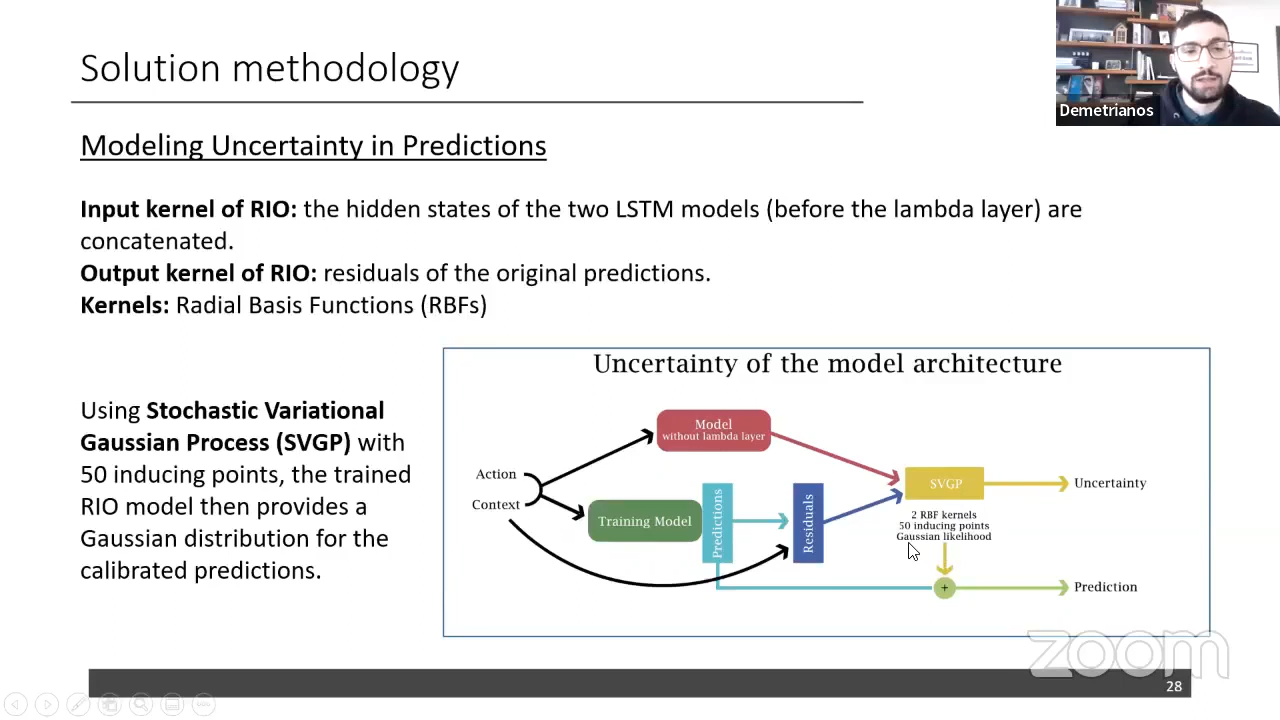 Solution methodology
Demetrianos
Modeling Uncertainty in Predictions
Input kernel of RIO: the hidden states of the two LSTM models (before the lambda layer) are
concatenated.
Output kernel of RIO: residuals of the original predictions.
Kernels: Radial Basis Functions (RBFs)
Using Stochastic Variational
Gaussian Process (SVGP) with
50 inducing points, the trained
RIO model then provides a
Gaussian distribution for the
calibrated predictions.
Uncertainty of the model architecture
Model
without lambda layer
Action
Context
Training Model
Predictions
Residuals
SVGP
Uncertainty
2 RBF kernels
50 inducing points
Gaussian likelihood
+
Prediction
zoom
28